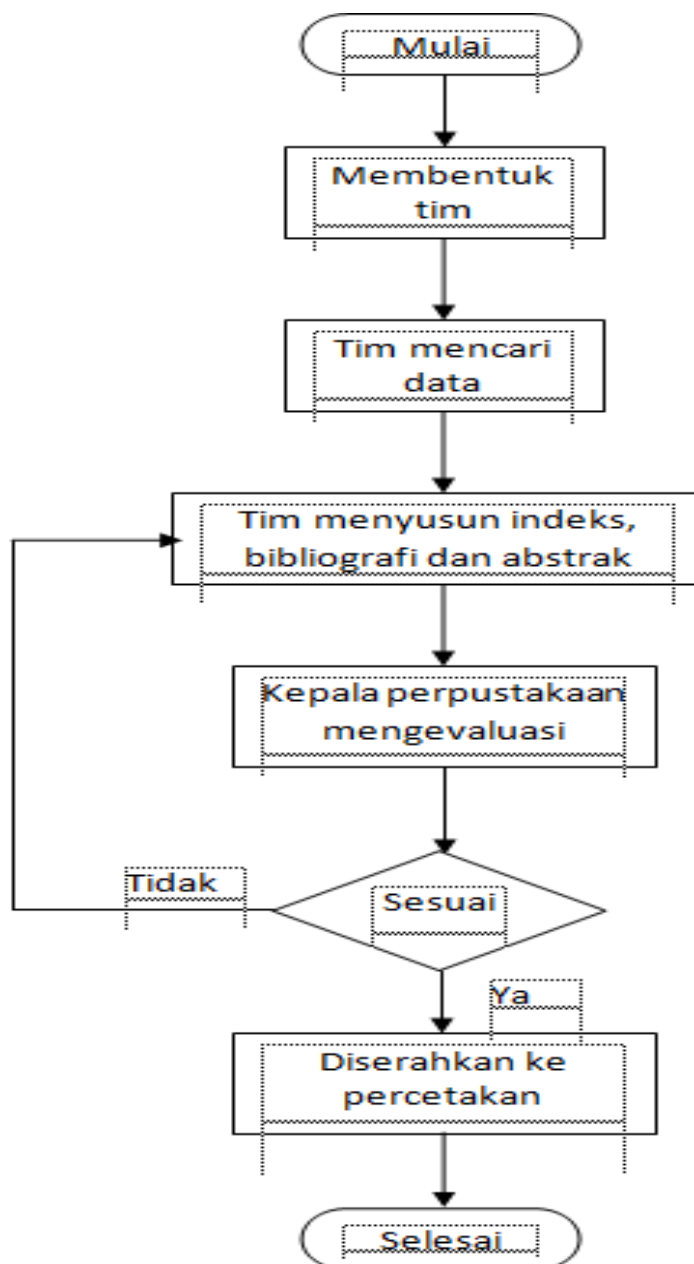 Mulai
Membentuk
tim
Tim mencari
data
Tim menyusun indeks,
bibliografi dan abstrak
Kepala perpustakaan
mengevaluasi
Tidak
Sesuai
Ya
Diserahkan ke
percetakan
Selesai